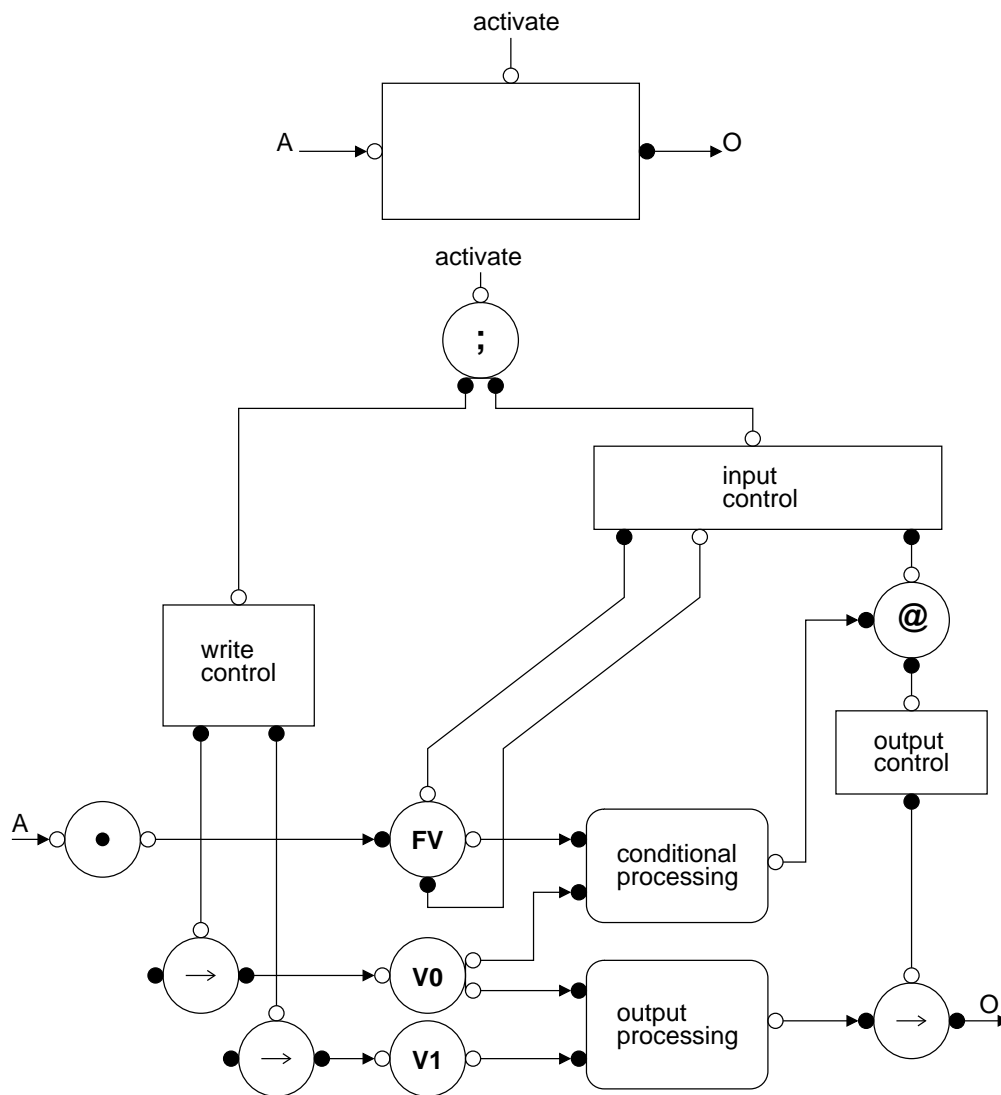 activate
A
O
activate
;
input
control
@
write
control
output
control
A
FV
conditional
processing
V0
→
output
processing
O
→
→
V1